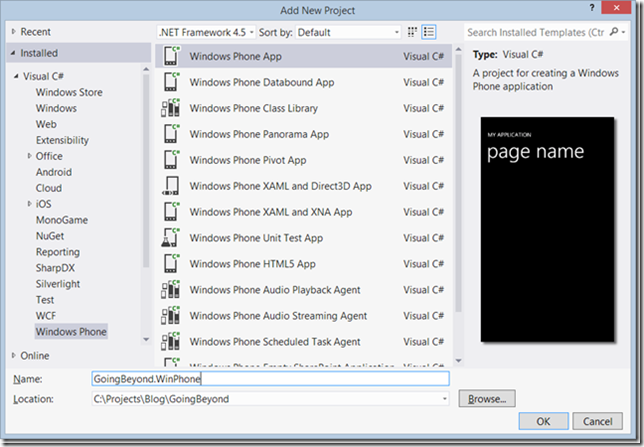 Add New Project
?
Recent
.NET Framework 4.5
Sort by:
Default
Search Installed Templates (Ctr
Installed
Visual C#
Windows Store
Windows
Web
Extensibility
Office
Android
Cloud
iOS
MonoGame
NuGet
Reporting
SharpDX
Silverlight
Test
WCF
Windows Phone
Online
Windows Phone App Visual C#
Windows Phone Databound App Visual C#
Windows Phone Class Library Visual C#
Windows Phone Panorama App Visual C#
Windows Phone Pivot App Visual C#
Windows Phone XAML and Direct3D App Visual C#
Windows Phone XAML and XNA App Visual C#
Windows Phone Unit Test App Visual C#
Windows Phone HTML5 App Visual C#
Windows Phone Audio Playback Agent Visual C#
Windows Phone Audio Streaming Agent Visual C#
Windows Phone Scheduled Task Agent Visual C#
Windows Phone Empty SharePoint Application Visual C#
Type: Visual C#
A project for creating a Windows
Phone application
MY APPLICATION
page name
Name:
GoingBeyond.WinPhone
Location:
C:\Projects\Blog\GoingBeyond
Browse...
OK
Cancel